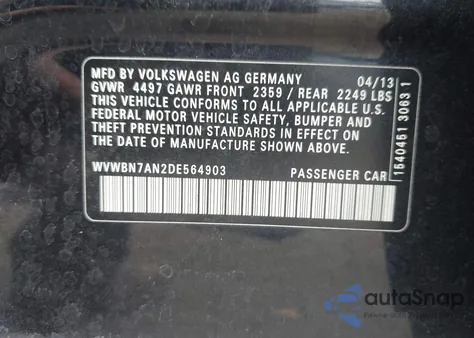 MFD BY VOLKSWAGEN AG GERMANY 04/13
GVWR 4497 GAWR FRONT 2359 / REAR 2249 LBS
THIS VEHICLE CONFORMS TO ALL APPLICABLE U.S.
FEDERAL MOTOR VEHICLE SAFETY, BUMPER AND
THEFT PREVENTION STANDARDS IN EFFECT ON
THE DATE OF MANUFACTURE SHOWN ABOVE.
WVWBN7AN2DE564903 PASSENGER CAR
1540451 3063 1
autoSnap